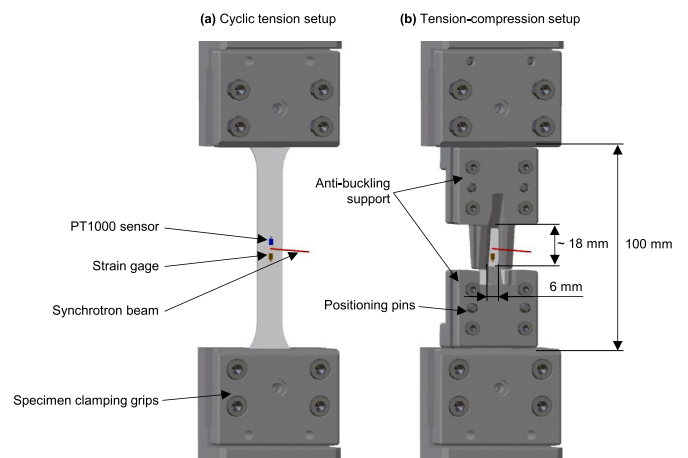 (a) Cyclic tension setup
(b) Tension-compression setup
Anti-buckling
support
PT1000 sensor
Strain gage
Synchrotron beam
~ 18 mm
100 mm
6 mm
Positioning pins
Specimen clamping grips